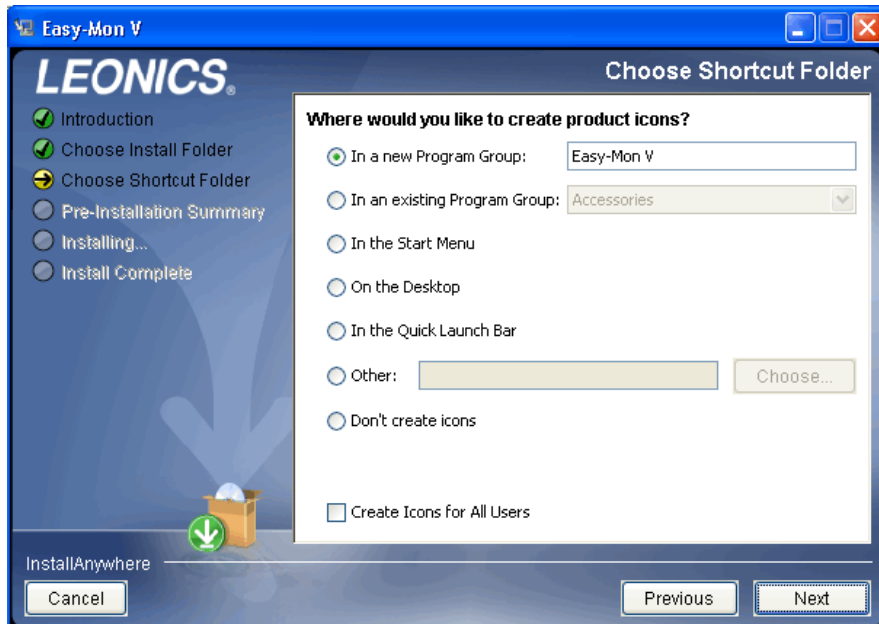 Easy-Mon V
LEONICS®
Choose Shortcut Folder
Introduction
Choose Install Folder
Choose Shortcut Folder
Pre-Installation Summary
Installing...
Install Complete
Where would you like to create product icons?
In a new Program Group: Easy-Mon V
In an existing Program Group: Accessories
In the Start Menu
On the Desktop
In the Quick Launch Bar
Other: Choose...
Don't create icons
Create Icons for All Users
InstallAnywhere
Cancel Previous Next